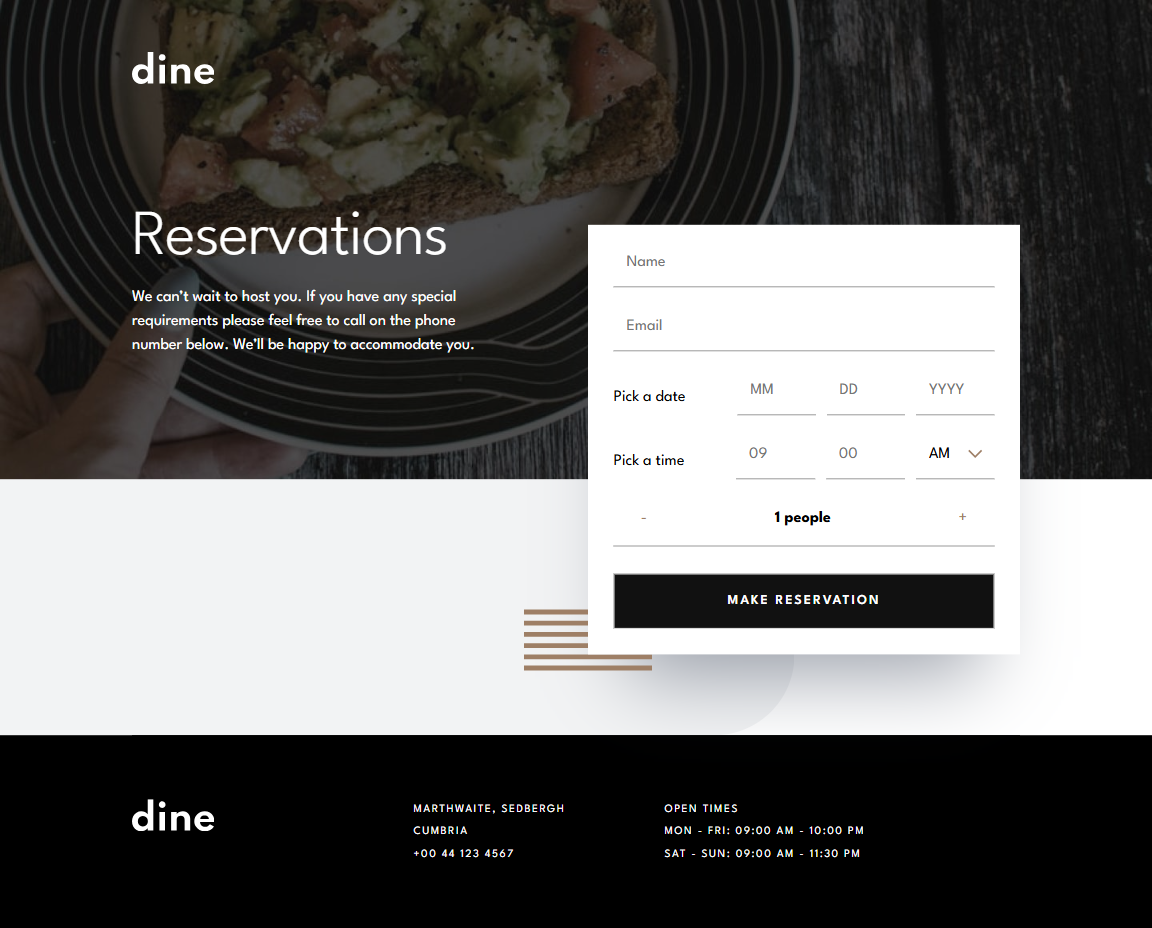 dine
Reservations
We can’t wait to host you. If you have any special
requirements please feel free to call on the phone
number below. We’ll be happy to accommodate you.
Name
Email
Pick a date MM DD YYYY
Pick a time 09 00 AM
- 1 people +
MAKE RESERVATION
dine
MARTHWAITE, SEDBERGH
CUMBRIA
+00 44 123 4567
OPEN TIMES
MON - FRI: 09:00 AM - 10:00 PM
SAT - SUN: 09:00 AM - 11:30 PM